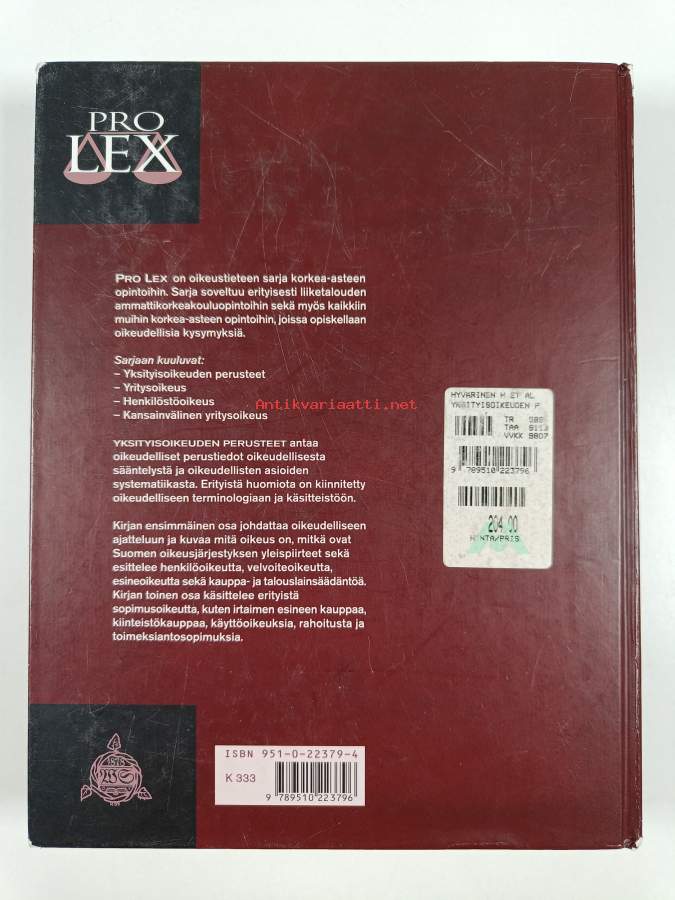 PRO
LEX
PRO LEX on oikeustieteen sarja korkea-asteen
opintoihin. Sarja soveltuu erityisesti liiketalouden
ammattikorkeakouluopintoihin sekä myös kaikkiin
muihin korkea-asteen opintoihin, joissa opiskellaan
oikeudellisia kysymyksiä.
Sarjaan kuuluvat:
– Yksityisoikeuden perusteet
– Yritysoikeus
– Henkilöstöoikeus
– Kansainvälinen yritysoikeus
Antikvariaatti.net
YKSITYISOIKEUDEN PERUSTEET antaa
oikeudelliset perustiedot oikeudellisesta
sääntelystä ja oikeudellisten asioiden
systematiikasta. Erityistä huomiota on kiinnitetty
oikeudelliseen terminologiaan ja käsitteistöön.
Kirjan ensimmäinen osa johdattaa oikeudelliseen
ajatteluun ja kuvaa mitä oikeus on, mitkä ovat
Suomen oikeusjärjestyksen yleispiirteet sekä
esittelee henkilöoikeutta, velvoiteoikeutta,
esineoikeutta sekä kauppa- ja talouslainsäädäntöä.
Kirjan toinen osa käsittelee erityistä
sopimusoikeutta, kuten irtaimen esineen kauppaa,
kiinteistökauppaa, käyttöoikeuksia, rahoitusta ja
toimeksiantosopimuksia.
HYVARINEN H ET AL
YKSITYISOIKEUDEN P
TR
TAA
VVKK 9807
9 789510 223796
204,00
HINTA/PRIS
1878
WS
ISBN 951-0-22379-4
K 333
9 789510 223796